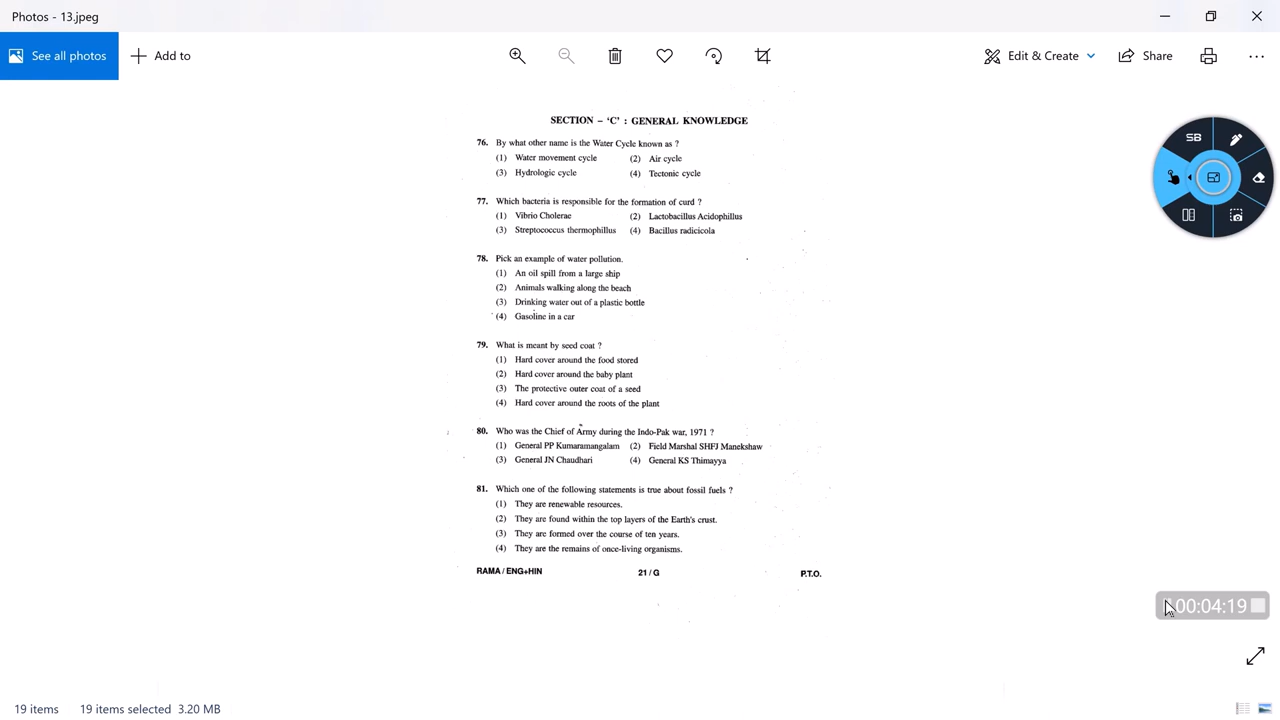 Photos - 13.jpeg
See all photos
Add to
Edit & Create
Share
SB
SECTION – ‘C’ : GENERAL KNOWLEDGE
76. By what other name is the Water Cycle known as ?
(1) Water movement cycle (2) Air cycle
(3) Hydrologic cycle (4) Tectonic cycle
77. Which bacteria is responsible for the formation of curd ?
(1) Vibrio Cholerae (2) Lactobacillus Acidophillus
(3) Streptococcus thermophillus (4) Bacillus radicicola
78. Pick an example of water pollution.
(1) An oil spill from a large ship
(2) Animals walking along the beach
(3) Drinking water out of a plastic bottle
(4) Gasoline in a car
79. What is meant by seed coat ?
(1) Hard cover around the food stored
(2) Hard cover around the baby plant
(3) The protective outer coat of a seed
(4) Hard cover around the roots of the plant
80. Who was the Chief of Army during the Indo-Pak war, 1971 ?
(1) General PP Kumaramangalam (2) Field Marshal SHFJ Manekshaw
(3) General JN Chaudhari (4) General KS Thimayya
81. Which one of the following statements is true about fossil fuels ?
(1) They are renewable resources.
(2) They are found within the top layers of the Earth's crust.
(3) They are formed over the course of ten years.
(4) They are the remains of once-living organisms.
RAMA / ENG+HIN 21 / G P.T.O.
00:04:19
19 items 19 items selected 3.20 MB